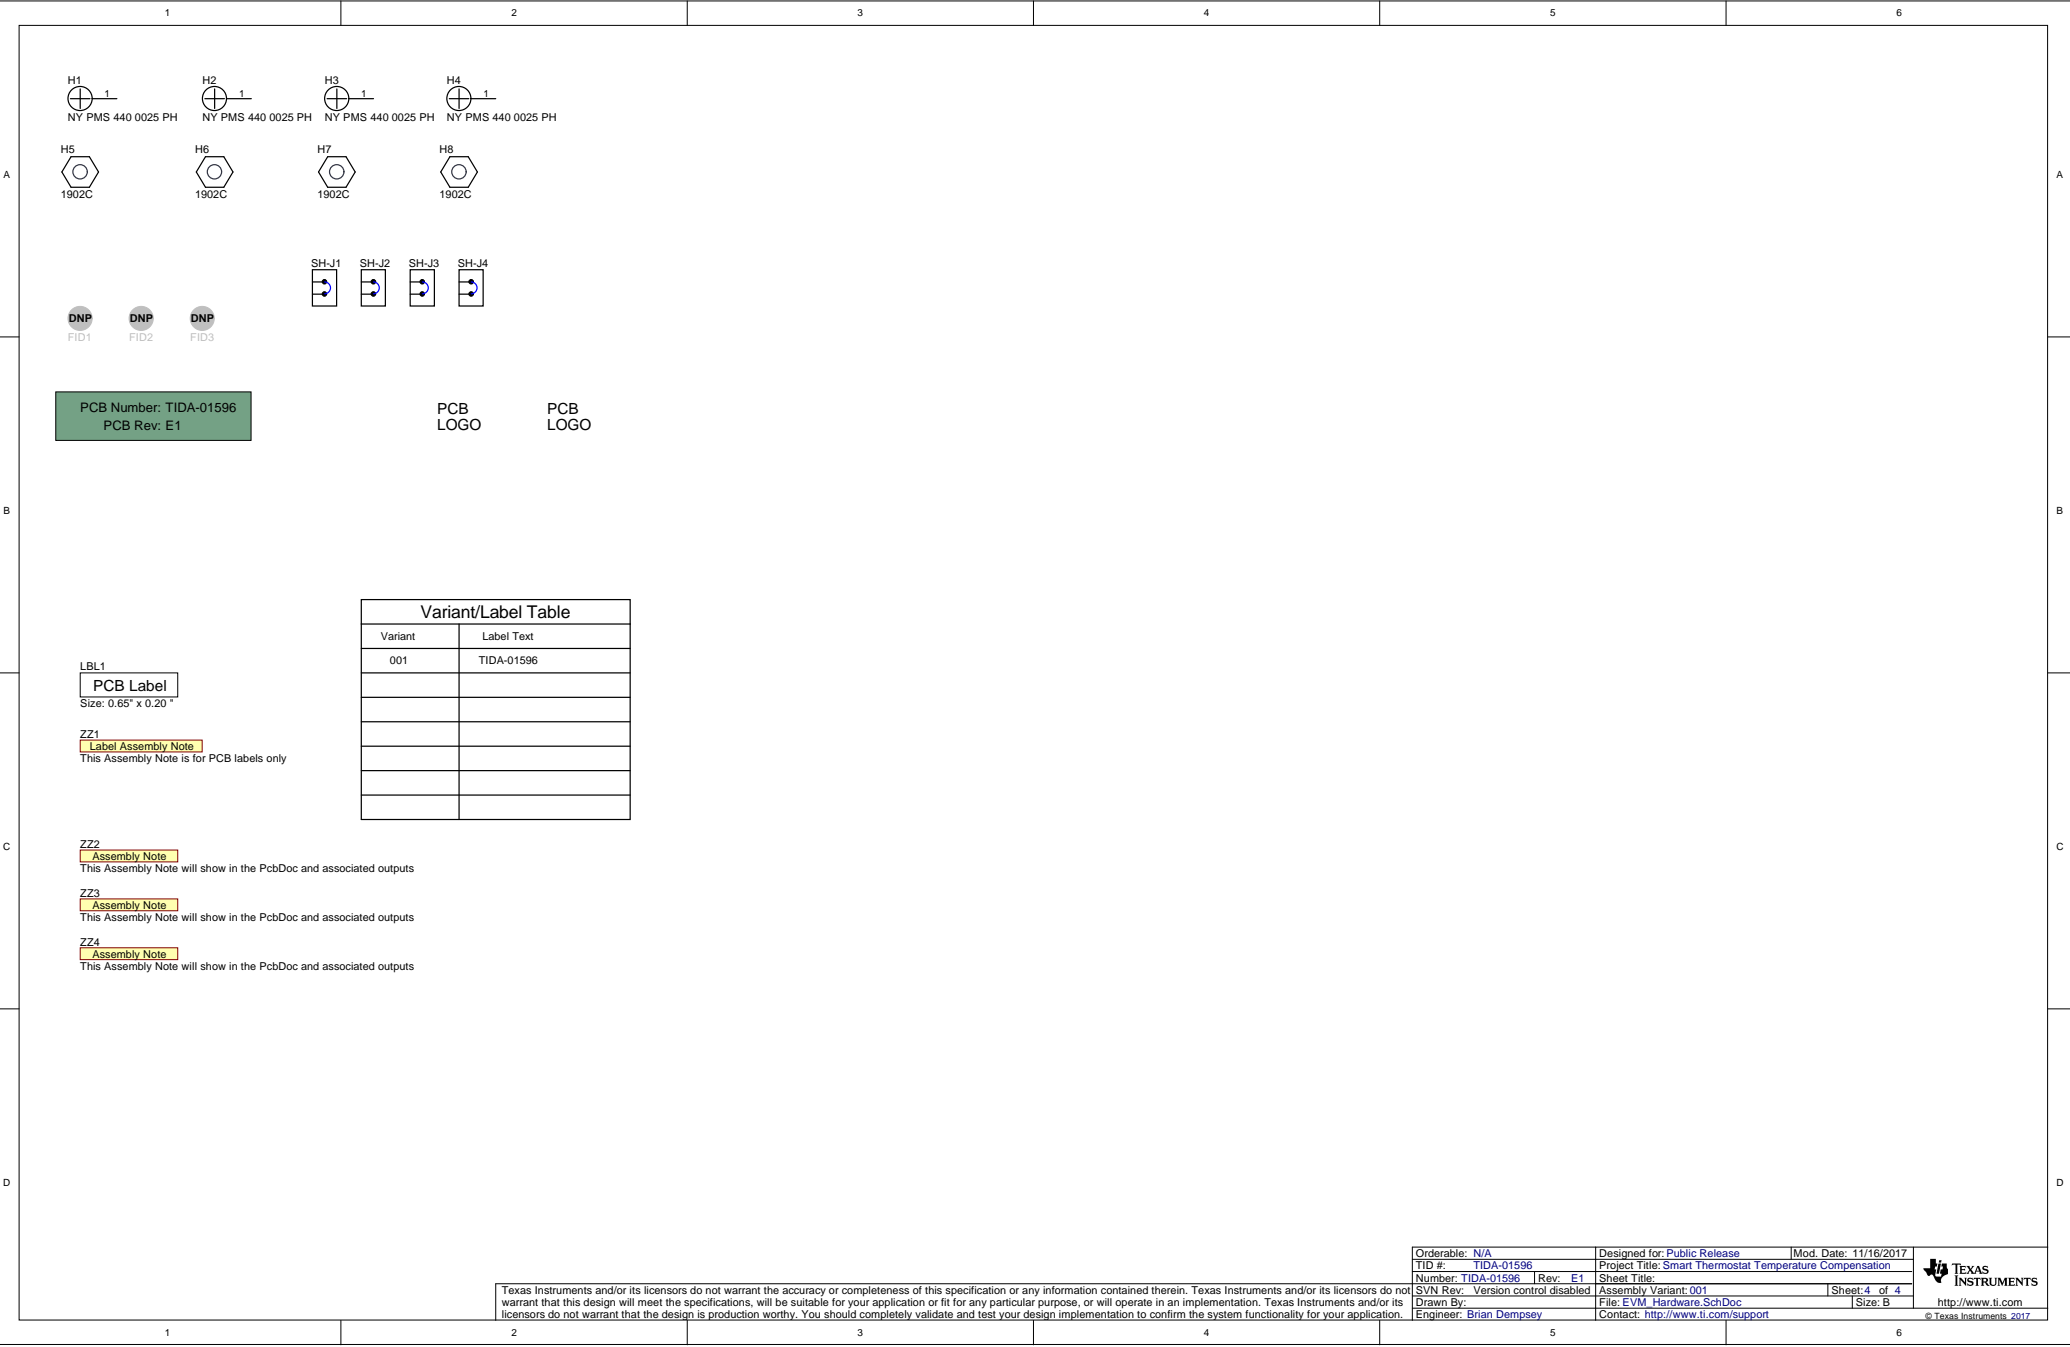 1 2 3 4 5 6
H1 H2 H3 H4
1 1 1 1
NY PMS 440 0025 PH NY PMS 440 0025 PH NY PMS 440 0025 PH NY PMS 440 0025 PH
H5 H6 H7 H8
A A
1902C 1902C 1902C 1902C
SH-J1 SH-J2 SH-J3 SH-J4
DNP DNP DNP
FID1 FID2 FID3
PCB Number: TIDA-01596
PCB Rev: E1
PCB
LOGO
PCB
LOGO
B B
Variant/Label Table
Variant Label Text
001 TIDA-01596
LBL1
PCB Label
Size: 0.65" x 0.20 "
ZZ1
Label Assembly Note
This Assembly Note is for PCB labels only
C C
ZZ2
Assembly Note
This Assembly Note will show in the PcbDoc and associated outputs
ZZ3
Assembly Note
This Assembly Note will show in the PcbDoc and associated outputs
ZZ4
Assembly Note
This Assembly Note will show in the PcbDoc and associated outputs
D D
Texas Instruments and/or its licensors do not warrant the accuracy or completeness of this specification or any information contained therein. Texas Instruments and/or its licensors do not
warrant that this design will meet the specifications, will be suitable for your application or fit for any particular purpose, or will operate in an implementation. Texas Instruments and/or its
licensors do not warrant that the design is production worthy. You should completely validate and test your design implementation to confirm the system functionality for your application.
Orderable: N/A Designed for: Public Release Mod. Date: 11/16/2017
TID #: TIDA-01596 Project Title: Smart Thermostat Temperature Compensation
Number: TIDA-01596 Rev: E1 Sheet Title:
SVN Rev: Version control disabled Assembly Variant: 001 Sheet: 4 of 4
Drawn By: File: EVM_Hardware.SchDoc Size: B
Engineer: Brian Dempsey Contact: http://www.ti.com/support
TEXAS
INSTRUMENTS
http://www.ti.com
© Texas Instruments 2017
1 2 3 4 5 6